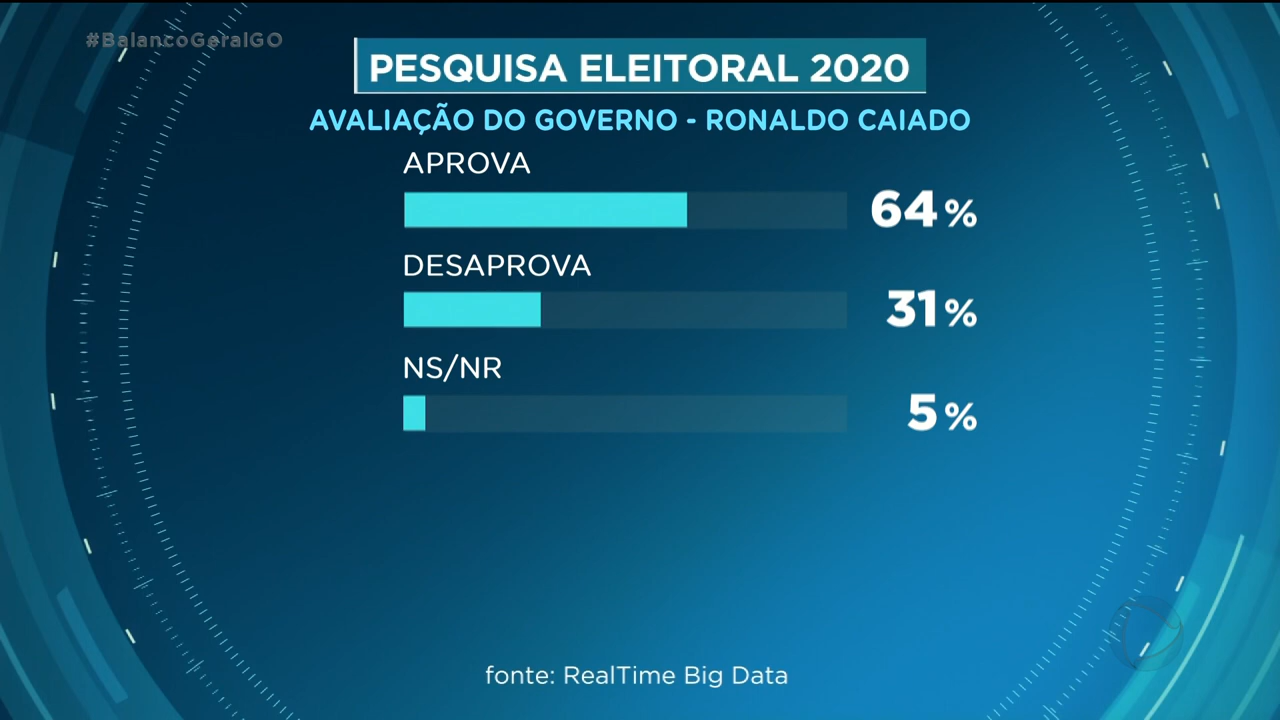 #BalancoGeralGO
PESQUISA ELEITORAL 2020
AVALIAÇÃO DO GOVERNO - RONALDO CAIADO
APROVA
64%
DESAPROVA
31%
NS/NR
5%
fonte: RealTime Big Data